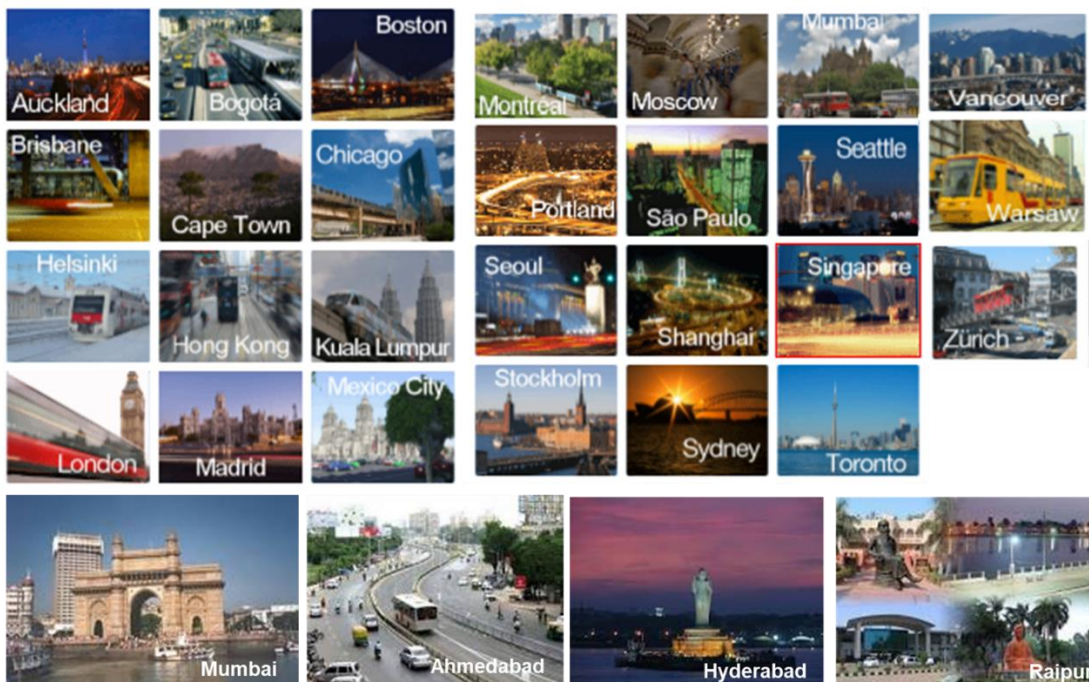 Auckland
Bogotá
Boston
Montréal
Moscow
Mumbai
Vancouver
Brisbane
Cape Town
Chicago
Portland
São Paulo
Seattle
Warsaw
Helsinki
Hong Kong
Kuala Lumpur
Seoul
Shanghai
Singapore
Zürich
London
Madrid
Mexico City
Stockholm
Sydney
Toronto
Mumbai
Ahmedabad
Hyderabad
Raipur